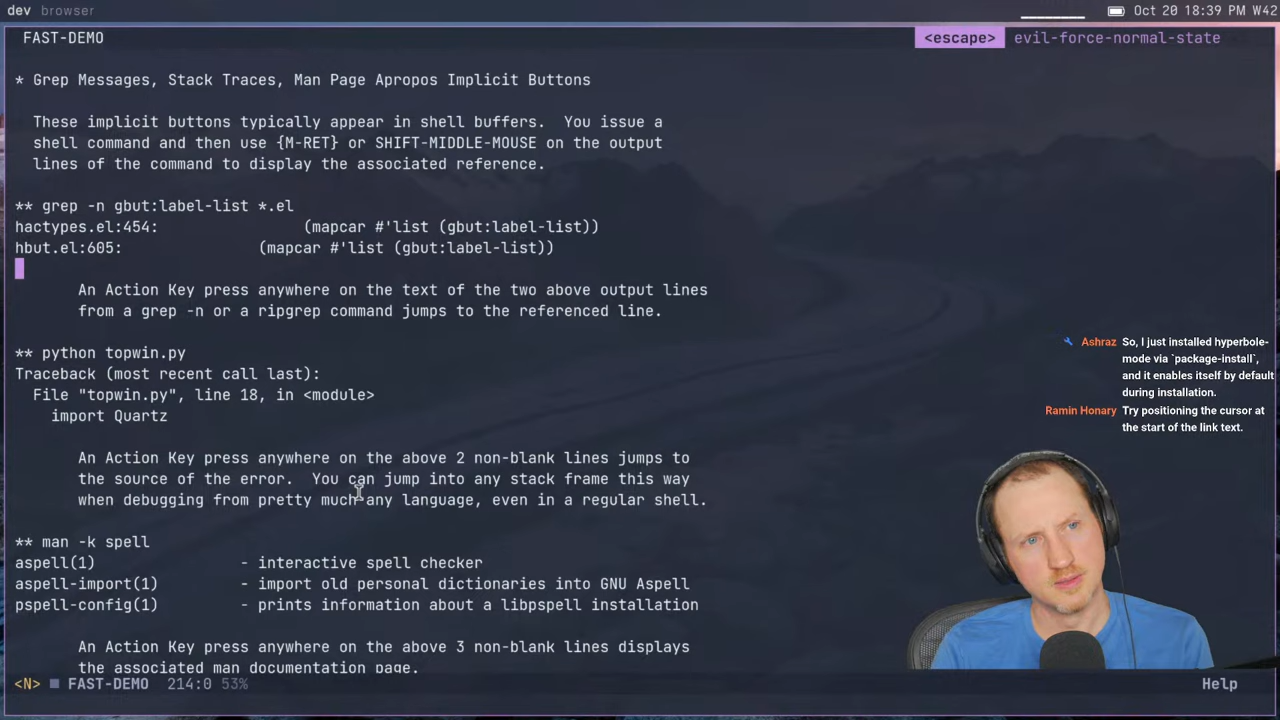 dev browser
Oct 20 18:39 PM W42
FAST-DEMO
<escape> evil-force-normal-state
* Grep Messages, Stack Traces, Man Page Apropos Implicit Buttons
These implicit buttons typically appear in shell buffers.  You issue a
shell command and then use {M-RET} or SHIFT-MIDDLE-MOUSE on the output
lines of the command to display the associated reference.
** grep -n gbut:label-list *.el
hactypes.el:454:                (mapcar #'list (gbut:label-list))
hbut.el:605:               (mapcar #'list (gbut:label-list))
An Action Key press anywhere on the text of the two above output lines
from a grep -n or a ripgrep command jumps to the referenced line.
** python topwin.py
Traceback (most recent call last):
File "topwin.py", line 18, in <module>
import Quartz
An Action Key press anywhere on the above 2 non-blank lines jumps to
the source of the error.  You can jump into any stack frame this way
when debugging from pretty much any language, even in a regular shell.
** man -k spell
aspell(1)                - interactive spell checker
aspell-import(1)         - import old personal dictionaries into GNU Aspell
pspell-config(1)         - prints information about a libpspell installation
An Action Key press anywhere on the above 3 non-blank lines displays
the associated man documentation page.
<N> FAST-DEMO 214:0 53%
Help
Ashraz So, I just installed hyperbole-
mode via `package-install`,
and it enables itself by default
during installation.
Ramin Honary Try positioning the cursor at
the start of the link text.